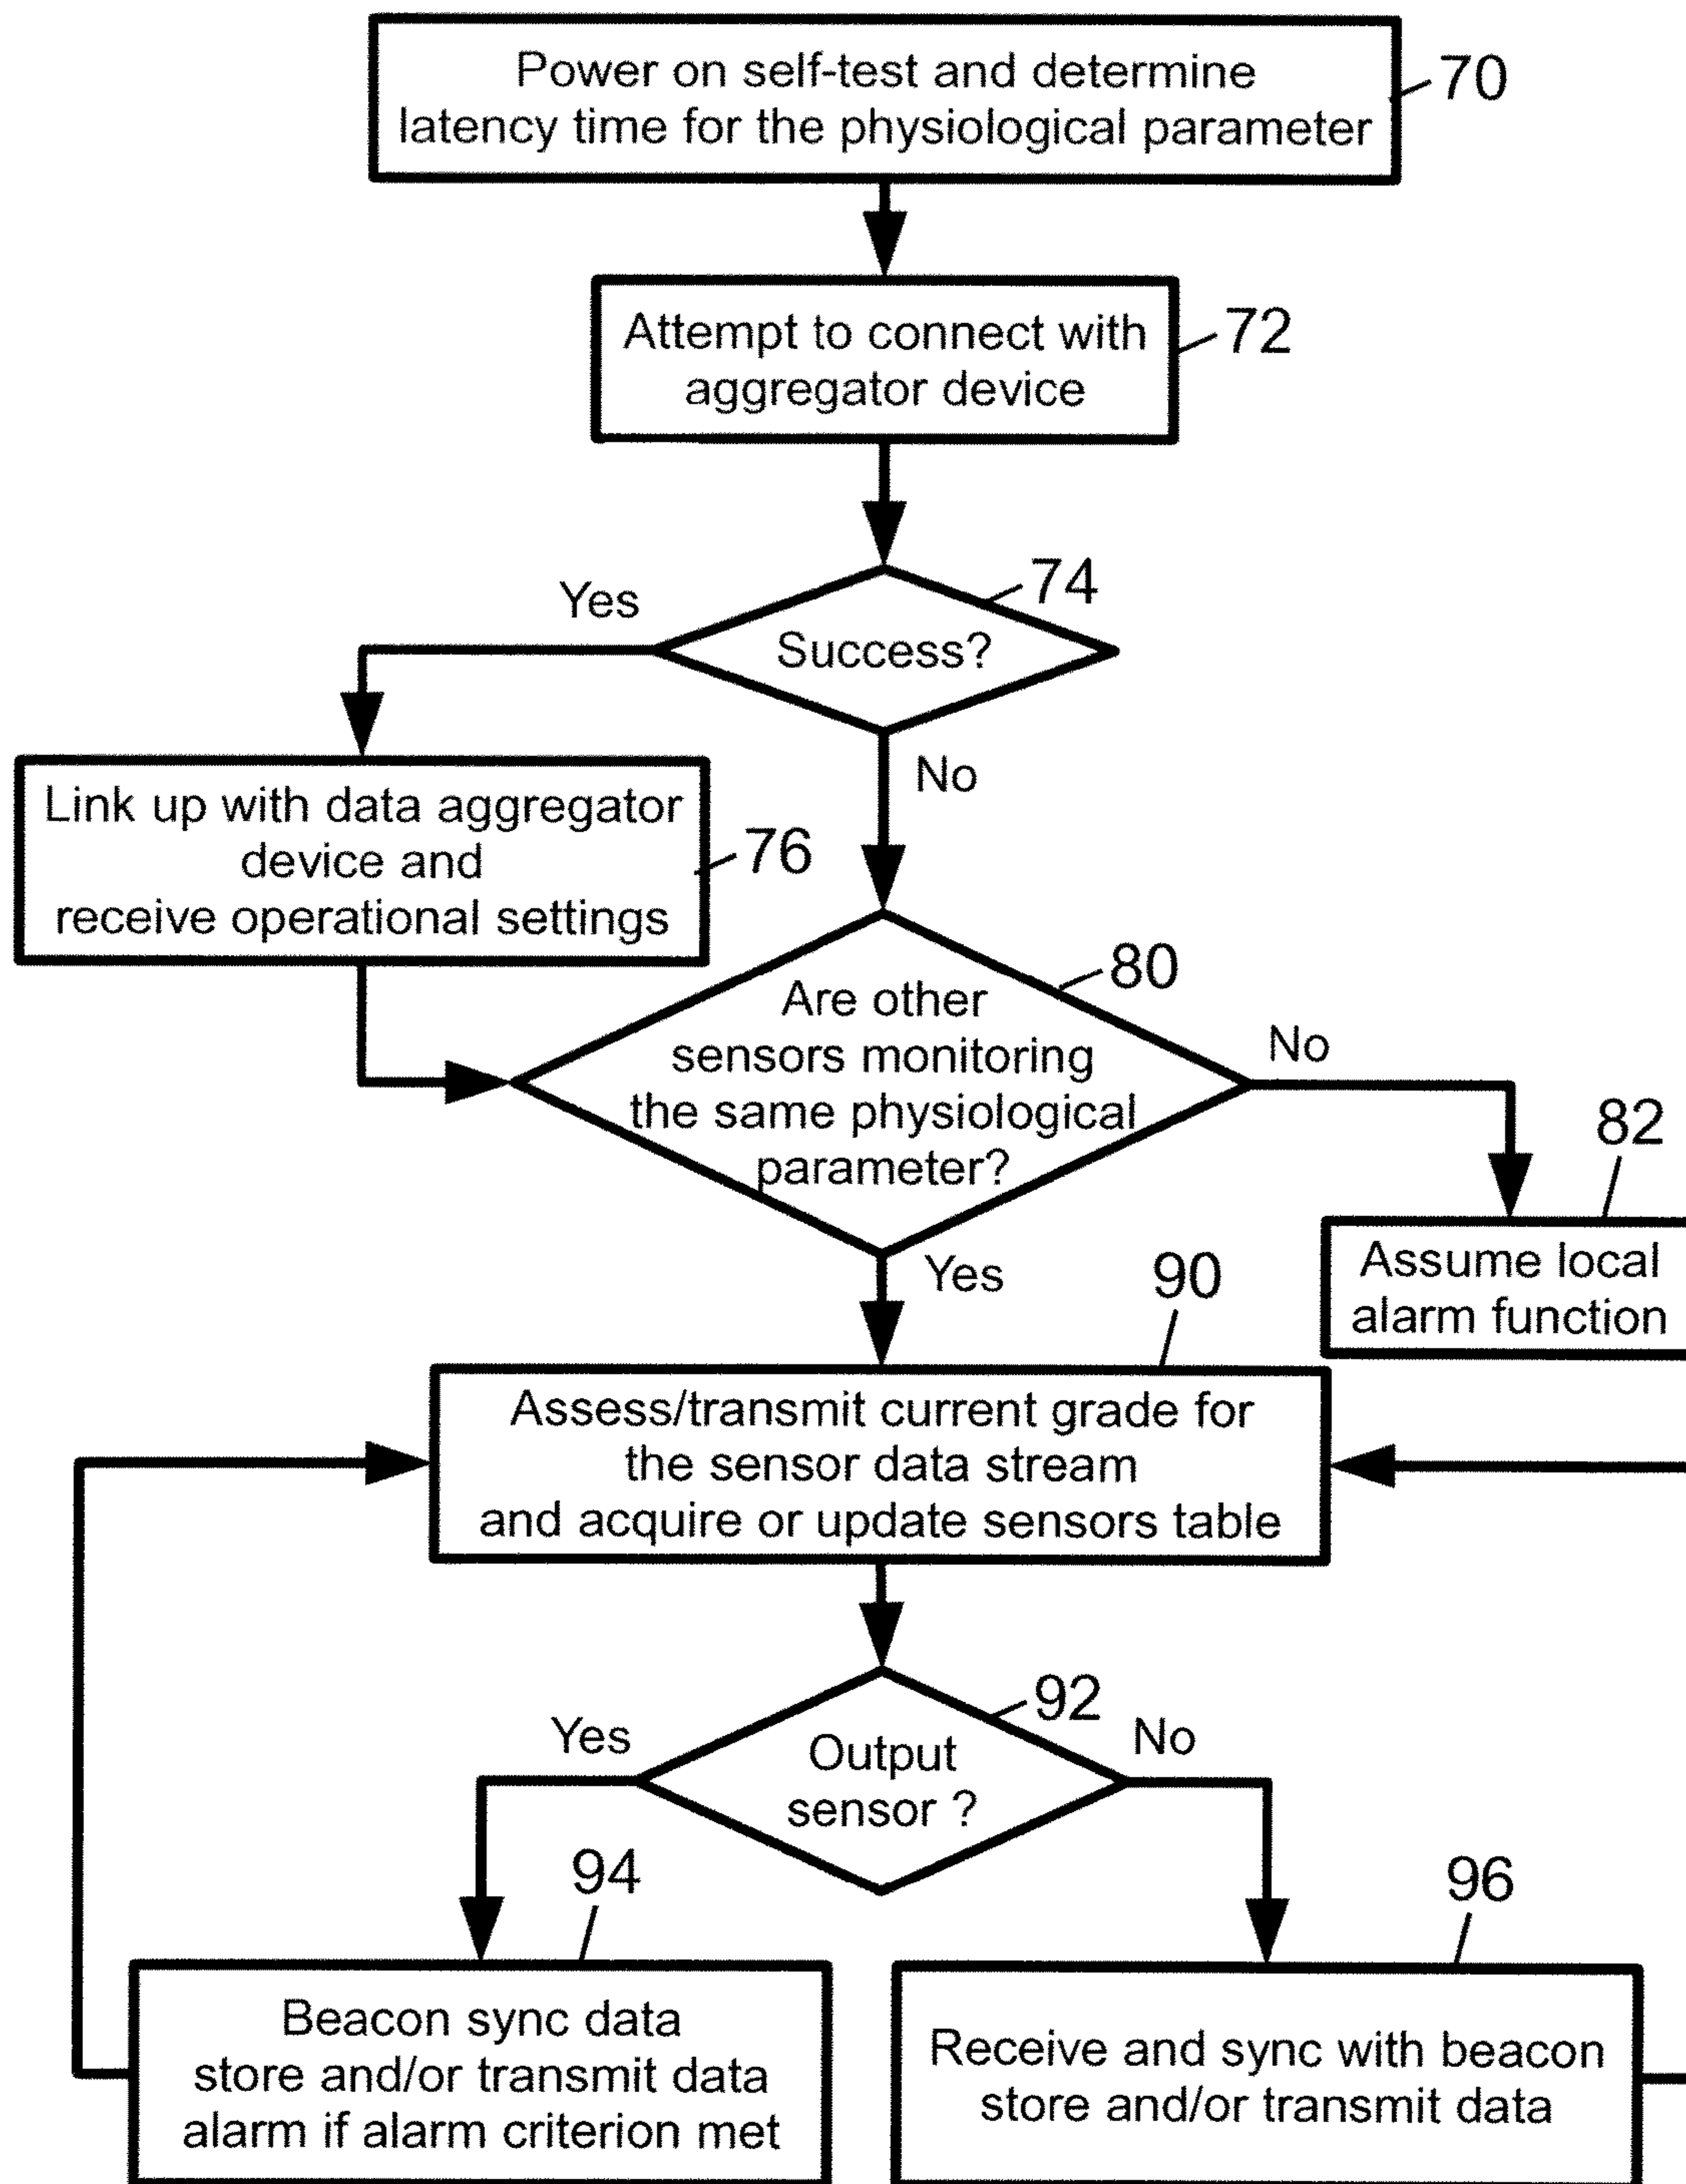 Power on self-test and determine
latency time for the physiological parameter
70
Attempt to connect with
aggregator device
72
74
Yes
Success?
No
Link up with data aggregator
device and
receive operational settings
76
80
Are other
sensors monitoring
the same physiological
parameter?
No
82
Assume local
alarm function
Yes
90
Assess/transmit current grade for
the sensor data stream
and acquire or update sensors table
92
Yes
Output
sensor ?
No
94
Beacon sync data
store and/or transmit data
alarm if alarm criterion met
96
Receive and sync with beacon
store and/or transmit data